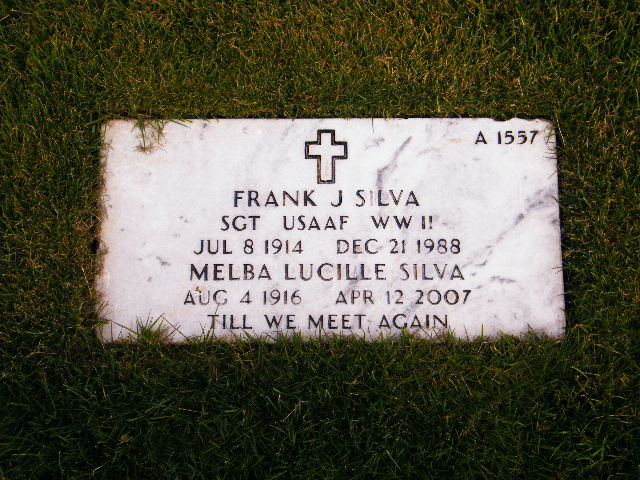 A 1557
FRANK J SILVA
SGT USAAF WW II
JUL 8 1914 DEC 21 1988
MELBA LUCILLE SILVA
AUG 4 1916 APR 12 2007
TILL WE MEET AGAIN